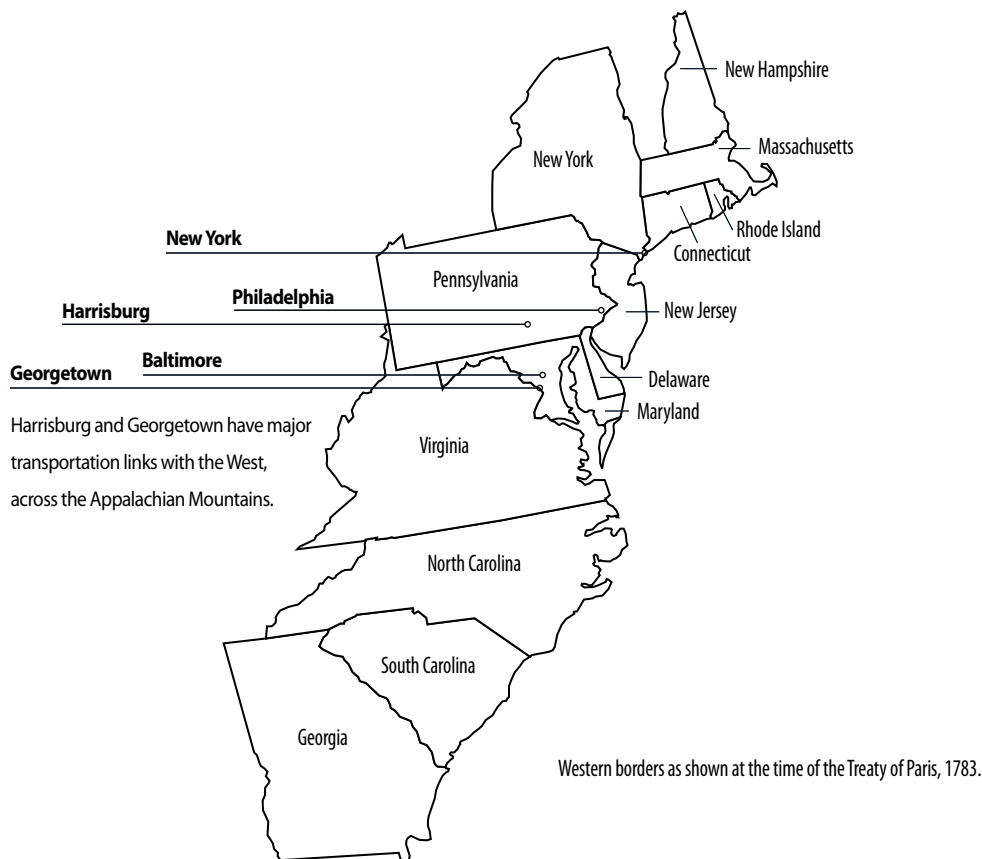 New Hampshire
Massachusetts
New York
Rhode Island
Connecticut
New York
Pennsylvania
Philadelphia
Harrisburg
New Jersey
Baltimore
Georgetown
Delaware
Maryland
Harrisburg and Georgetown have major
transportation links with the West,
across the Appalachian Mountains.
Virginia
North Carolina
South Carolina
Georgia
Western borders as shown at the time of the Treaty of Paris, 1783.